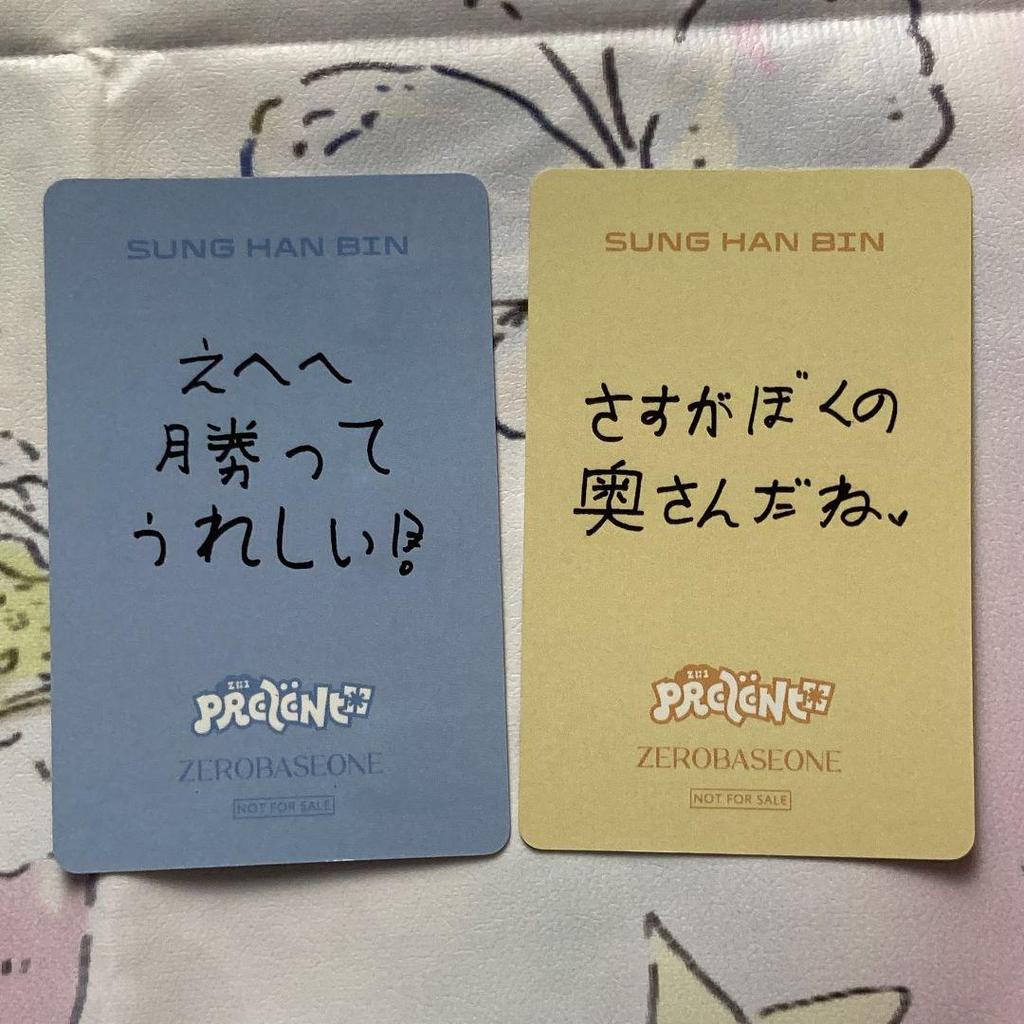 SUNG HAN BIN
えへへ
勝って
うれしい!
ZB1
PRESENT
ZEROBASEONE
NOT FOR SALE
SUNG HAN BIN
さすがぼくの
奥さんだね
ZB1
PRESENT
ZEROBASEONE
NOT FOR SALE